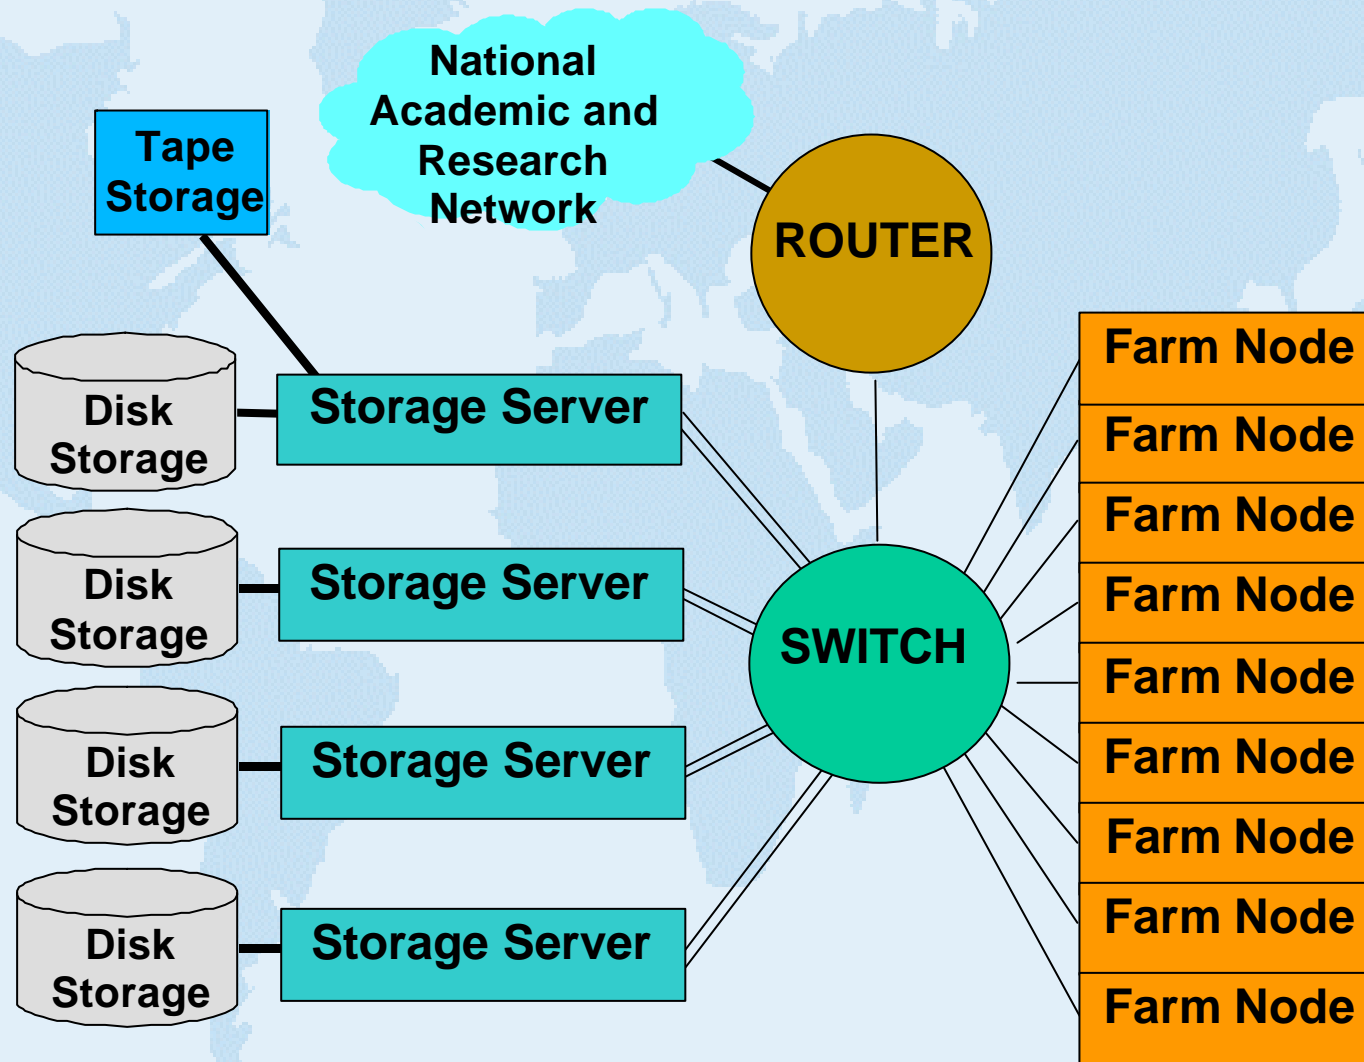 National
Academic and
Research
Network
Tape
Storage
ROUTER
Disk
Storage
Storage Server
Disk
Storage
Storage Server
Disk
Storage
Storage Server
Disk
Storage
Storage Server
SWITCH
Farm Node
Farm Node
Farm Node
Farm Node
Farm Node
Farm Node
Farm Node
Farm Node
Farm Node